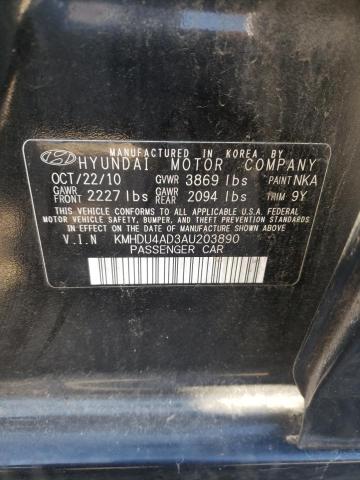 MANUFACTURED IN KOREA BY
HYUNDAI MOTOR COMPANY
OCT/22/10 GVWR 3869 lbs PAINT NKA
GAWR FRONT 2227 lbs GAWR REAR 2094 lbs TRIM 9Y
THIS VEHICLE CONFORMS TO ALL APPLICABLE U.S.A. FEDERAL
MOTOR VEHICLE SAFETY, BUMPER, AND THEFT PREVENTION
STANDARDS IN EFFECT ON THE DATE OF MANUFACTURE
SHOWN ABOVE.
V.I.N KMHDU4AD3AU203890
PASSENGER CAR